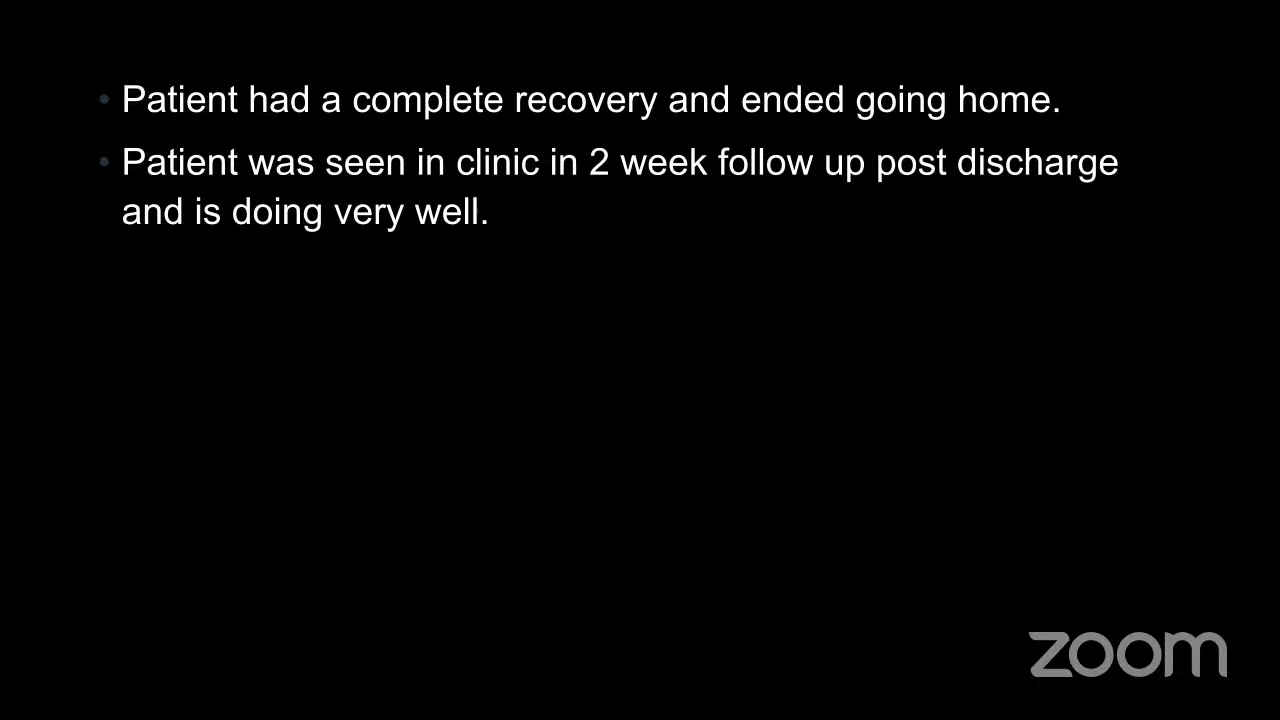 • Patient had a complete recovery and ended going home.
• Patient was seen in clinic in 2 week follow up post discharge
and is doing very well.
zoom